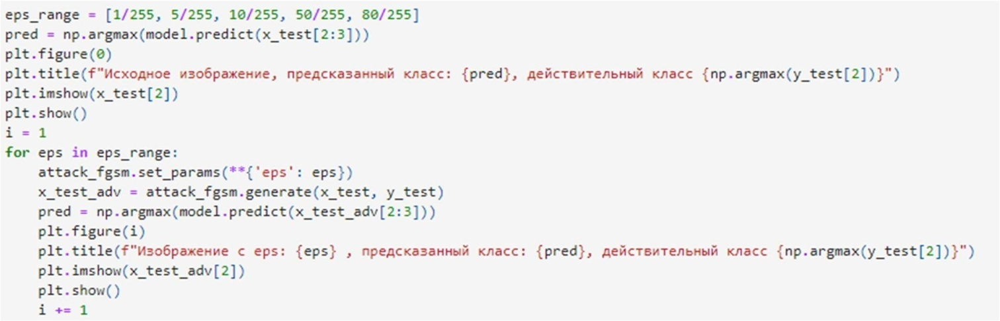 eps_range = [1/255, 5/255, 10/255, 50/255, 80/255]
pred = np.argmax(model.predict(x_test[2:3]))
plt.figure(0)
plt.title(f"Исходное изображение, предсказанный класс: {pred}, действительный класс {np.argmax(y_test[2])}")
plt.imshow(x_test[2])
plt.show()
i = 1
for eps in eps_range:
    attack_fgsm.set_params(**{'eps': eps})
    x_test_adv = attack_fgsm.generate(x_test, y_test)
    pred = np.argmax(model.predict(x_test_adv[2:3]))
    plt.figure(i)
    plt.title(f"Изображение с eps: {eps} , предсказанный класс: {pred}, действительный класс {np.argmax(y_test[2])}")
    plt.imshow(x_test_adv[2])
    plt.show()
    i += 1